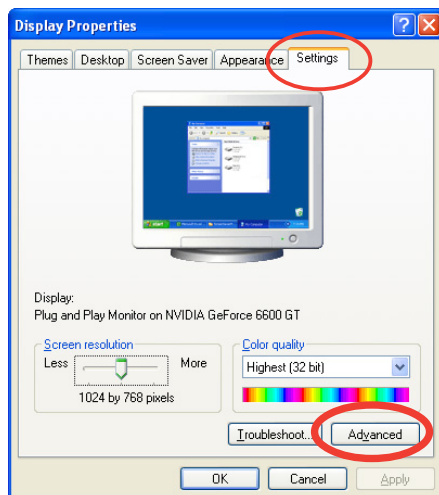 Display Properties
Themes Desktop Screen Saver Appearance Settings
Display:
Plug and Play Monitor on NVIDIA GeForce 6600 GT
Screen resolution
Less More
1024 by 768 pixels
Color quality
Highest (32 bit)
Troubleshoot... Advanced
OK Cancel Apply